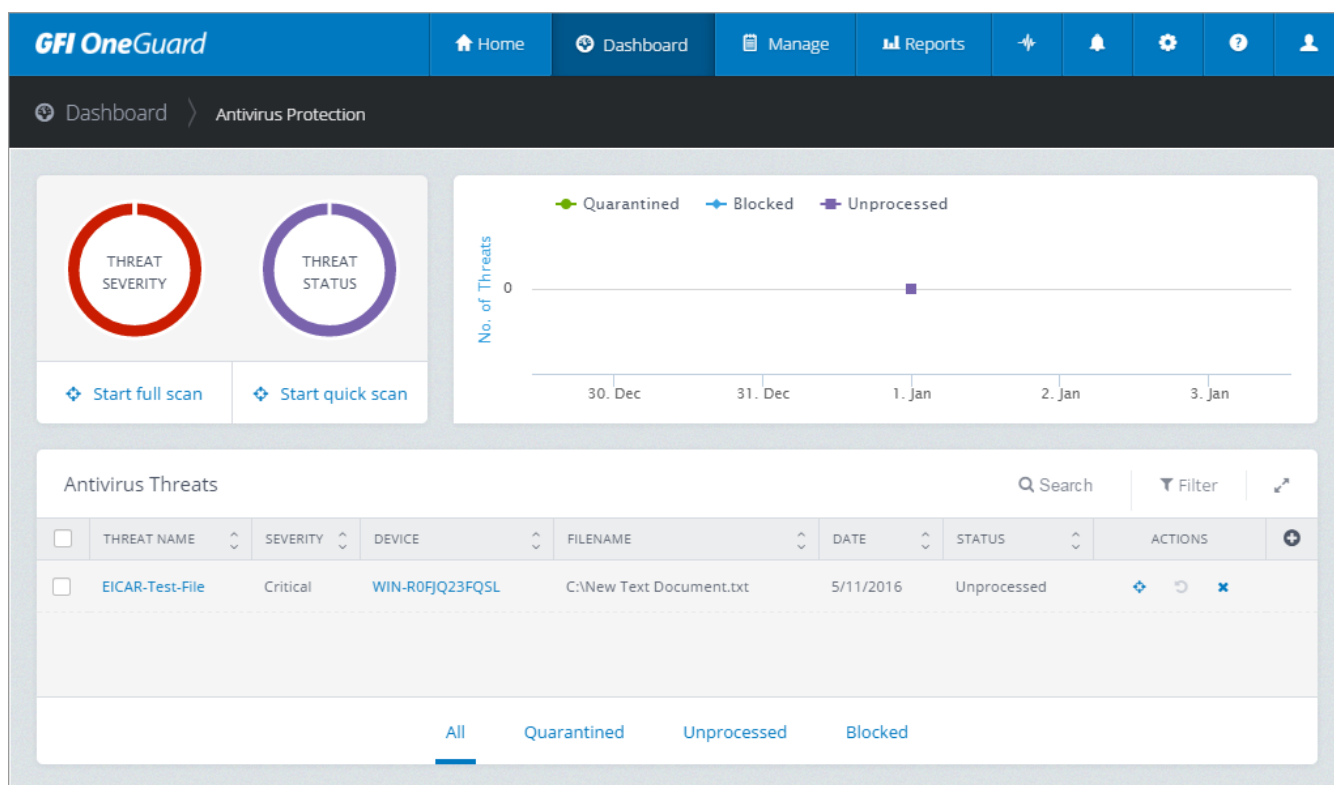 GFI OneGuard
Home Dashboard Manage Reports
Dashboard Antivirus Protection
THREAT
SEVERITY
THREAT
STATUS
Start full scan Start quick scan
Quarantined Blocked Unprocessed
No. of Threats
0
30. Dec 31. Dec 1. Jan 2. Jan 3. Jan
Antivirus Threats Search Filter
THREAT NAME SEVERITY DEVICE FILENAME DATE STATUS ACTIONS
EICAR-Test-File Critical WIN-R0FJQ23FQSL C:\New Text Document.txt 5/11/2016 Unprocessed
All Quarantined Unprocessed Blocked